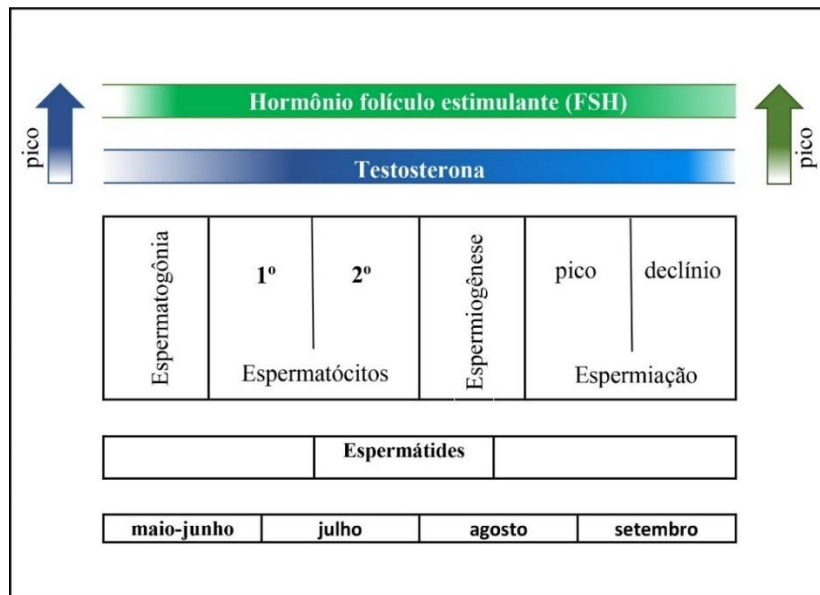 Hormônio folículo estimulante (FSH)
pico
pico
Testosterona
Espermatogônia
1º
2º
Espermatócitos
Espermiogênese
pico
declínio
Espermiação
Espermátides
maio-junho
julho
agosto
setembro